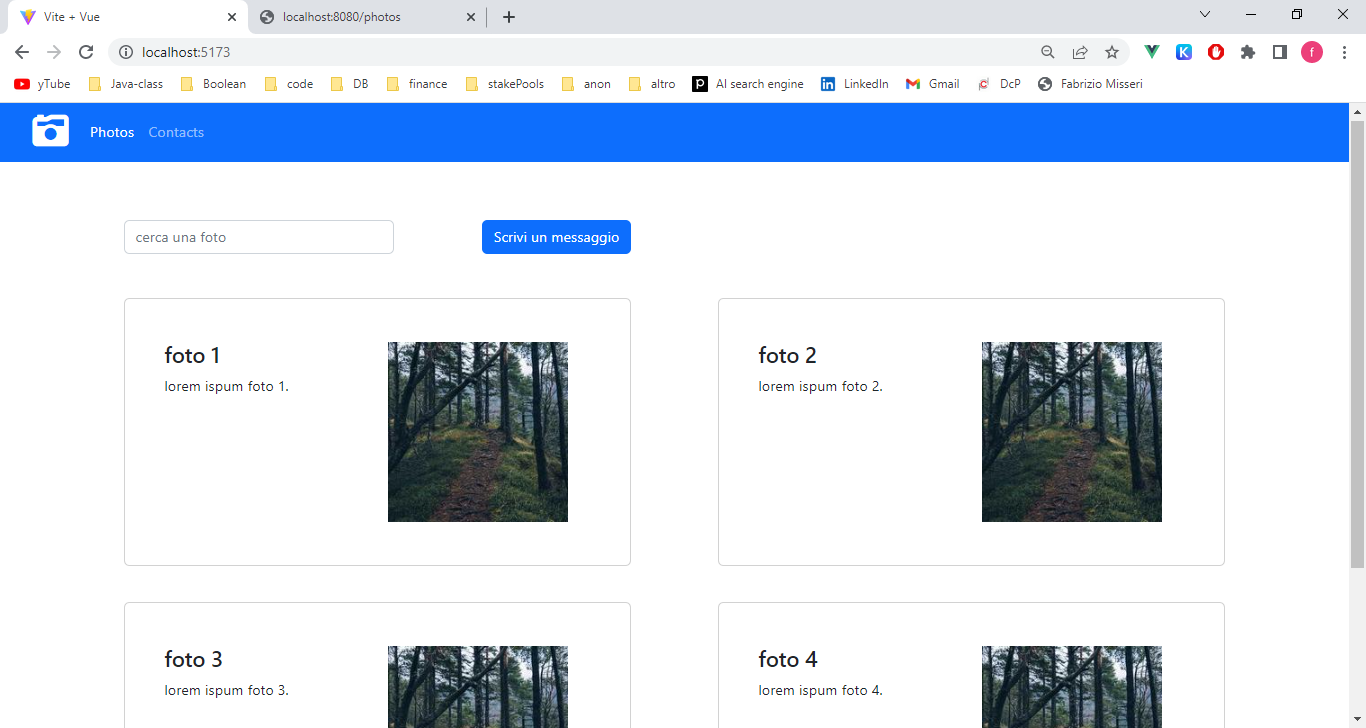 Vite + Vue
localhost:8080/photos
localhost:5173
f
yTube
Java-class
Boolean
code
DB
finance
stakePools
anon
altro
p
AI search engine
in
LinkedIn
Gmail
DcP
Fabrizio Misseri
Photos
Contacts
cerca una foto
Scrivi un messaggio
foto 1
lorem ispum foto 1.
foto 2
lorem ispum foto 2.
foto 3
lorem ispum foto 3.
foto 4
lorem ispum foto 4.